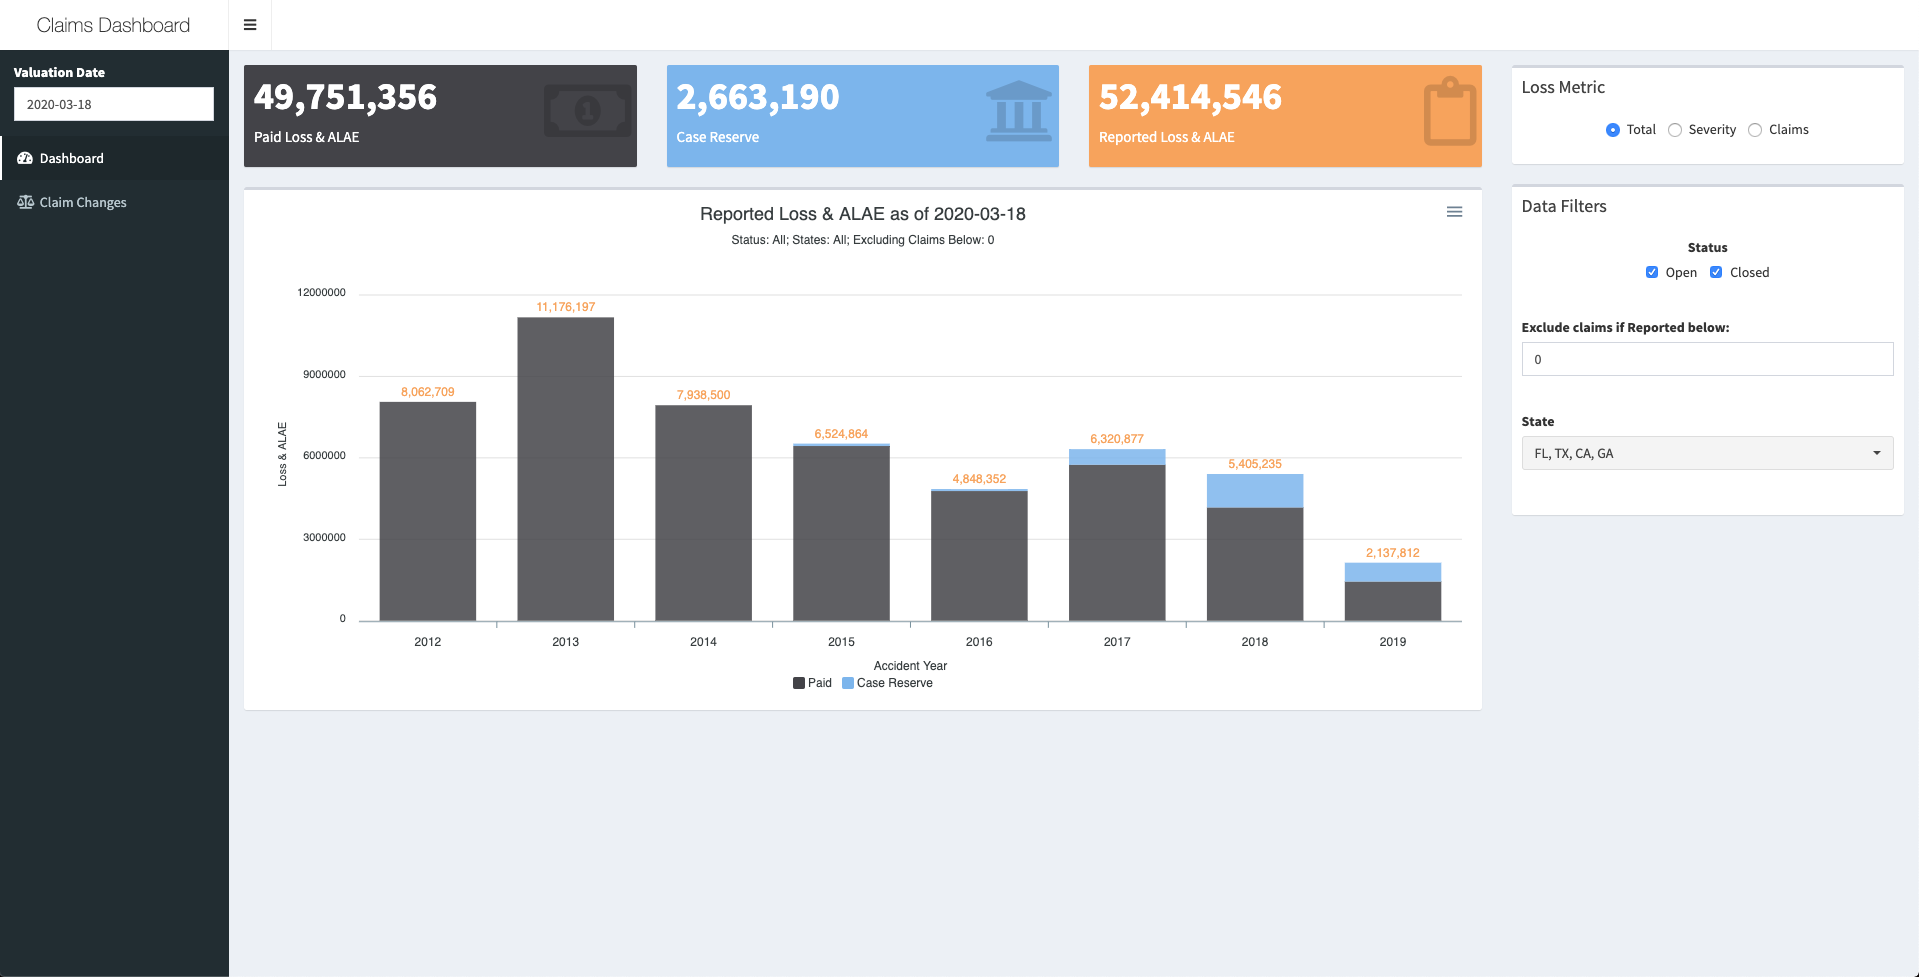 Claims Dashboard
Valuation Date
2020-03-18
Dashboard
Claim Changes
49,751,356
Paid Loss & ALAE
1
2,663,190
Case Reserve
52,414,546
Reported Loss & ALAE
Reported Loss & ALAE as of 2020-03-18
Status: All; States: All; Excluding Claims Below: 0
Loss & ALAE
12000000
9000000
6000000
3000000
0
8,062,709
11,176,197
7,938,500
6,524,864
4,848,352
6,320,877
5,405,235
2,137,812
2012 2013 2014 2015 2016 2017 2018 2019
Accident Year
Paid Case Reserve
Loss Metric
Total Severity Claims
Data Filters
Status
Open Closed
Exclude claims if Reported below:
0
State
FL, TX, CA, GA